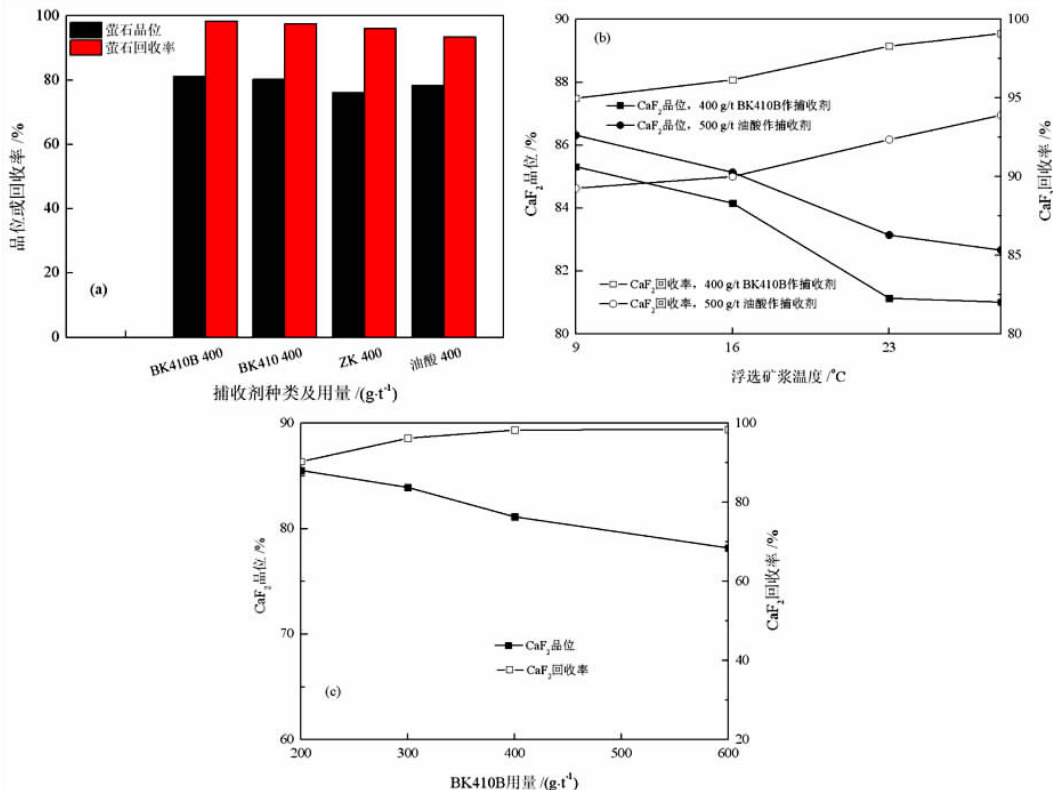 100
80
60
40
20
0
品位或回收率 /%
萤石品位
萤石回收率
(a)
BK410B 400
BK410 400
ZK 400
油酸 400
捕收剂种类及用量 /(g·t⁻¹)
90
88
86
84
82
80
CaF₂品位 /%
(b)
CaF₂品位，400 g/t BK410B作捕收剂
CaF₂品位，500 g/t 油酸作捕收剂
CaF₂回收率，400 g/t BK410B作捕收剂
CaF₂回收率，500 g/t 油酸作捕收剂
100
95
90
85
80
CaF₂回收率 /%
9
16
23
浮选矿浆温度 /°C
90
80
70
60
CaF₂品位 /%
CaF₂品位
CaF₂回收率
(c)
100
80
60
40
20
CaF₂回收率 /%
200
300
400
500
600
BK410B用量 /(g·t⁻¹)